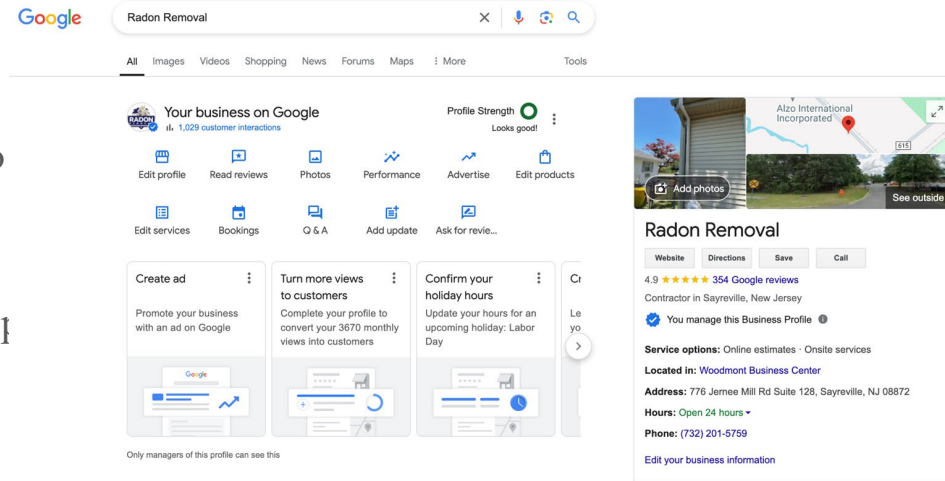 Google
Radon Removal
All Images Videos Shopping News Forums Maps More Tools
RADON
Your business on Google
1,029 customer interactions
Profile Strength
Looks good!
Edit profile Read reviews Photos Performance Advertise Edit products
Edit services Bookings Q & A Add update Ask for revie...
Create ad
Promote your business
with an ad on Google
Google
Turn more views
to customers
Complete your profile to
convert your 3670 monthly
views into customers
Confirm your
holiday hours
Update your hours for an
upcoming holiday: Labor
Day
Only managers of this profile can see this
Alzo International
Incorporated
615
Add photos
See outside
Radon Removal
Website Directions Save Call
4.9 ★★★★★ 354 Google reviews
Contractor in Sayreville, New Jersey
You manage this Business Profile
Service options: Online estimates · Onsite services
Located in: Woodmont Business Center
Address: 776 Jernee Mill Rd Suite 128, Sayreville, NJ 08872
Hours: Open 24 hours
Phone: (732) 201-5759
Edit your business information